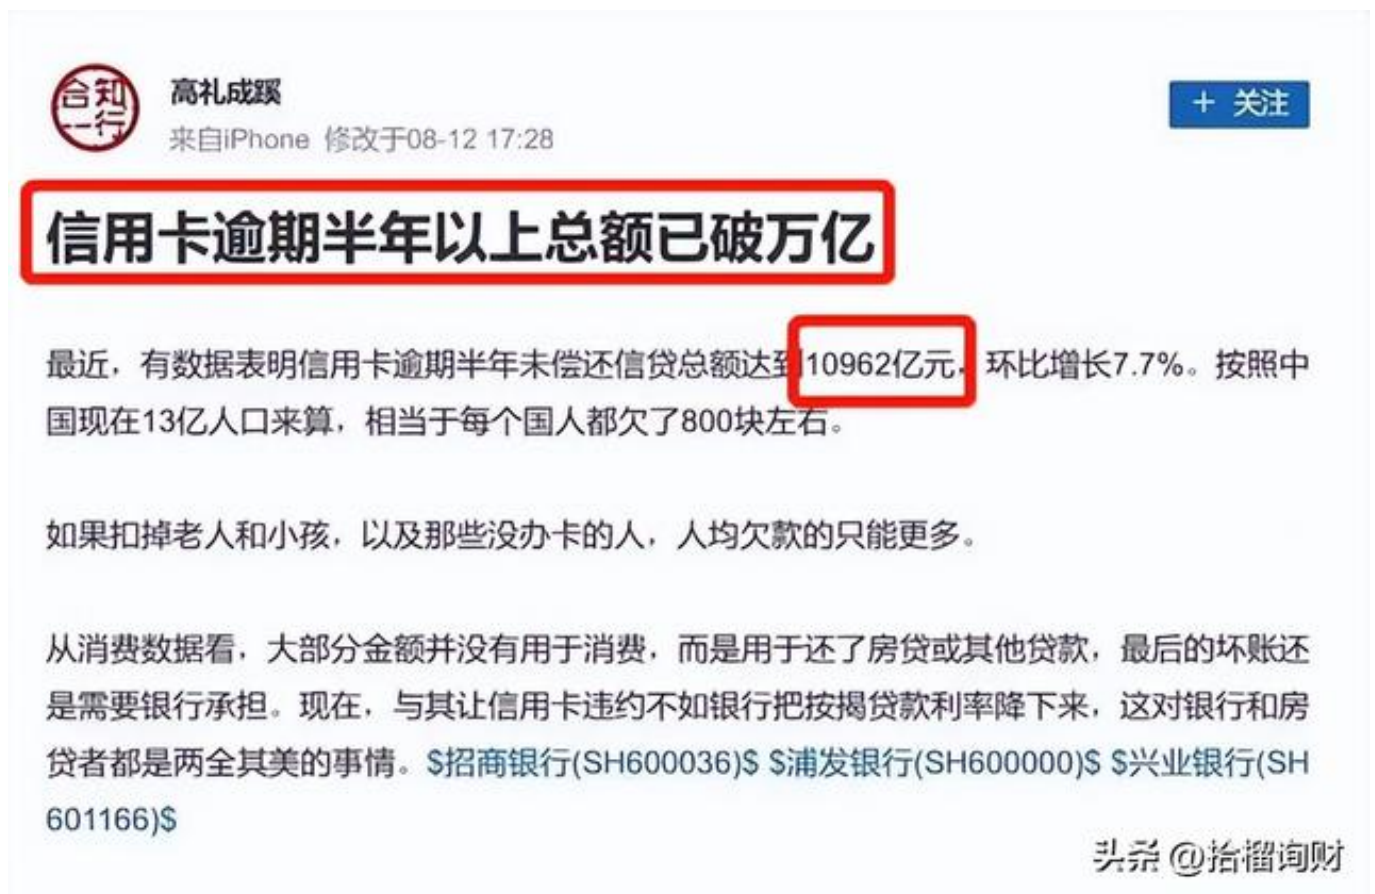 合知
一行
高礼成蹊
来自iPhone 修改于08-12 17:28
+ 关注
信用卡逾期半年以上总额已破万亿
最近，有数据表明信用卡逾期半年未偿还信贷总额达到10962亿元，环比增长7.7%。按照中
国现在13亿人口来算，相当于每个国人都欠了800块左右。
如果扣掉老人和小孩，以及那些没办卡的人，人均欠款的只能更多。
从消费数据看，大部分金额并没有用于消费，而是用于还了房贷或其他贷款，最后的坏账还
是需要银行承担。现在，与其让信用卡违约不如银行把按揭贷款利率降下来，这对银行和房
贷者都是两全其美的事情。$招商银行(SH600036)$ $浦发银行(SH600000)$ $兴业银行(SH
601166)$
头条 @拾榴询财